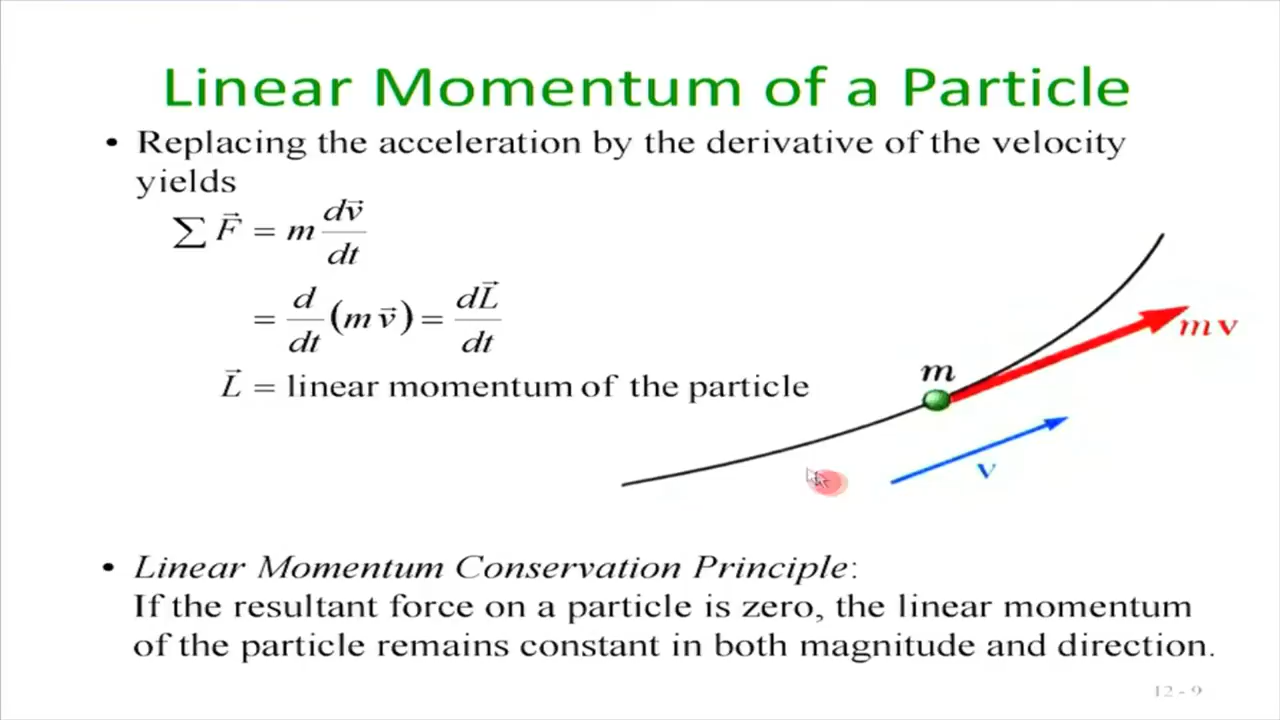 Linear Momentum of a Particle
• Replacing the acceleration by the derivative of the velocity
yields
∑ F⃗ = m dv⃗/dt
= d/dt (m v⃗) = dL⃗/dt
L⃗ = linear momentum of the particle
m
mv
v
• Linear Momentum Conservation Principle:
If the resultant force on a particle is zero, the linear momentum
of the particle remains constant in both magnitude and direction.
12 - 9